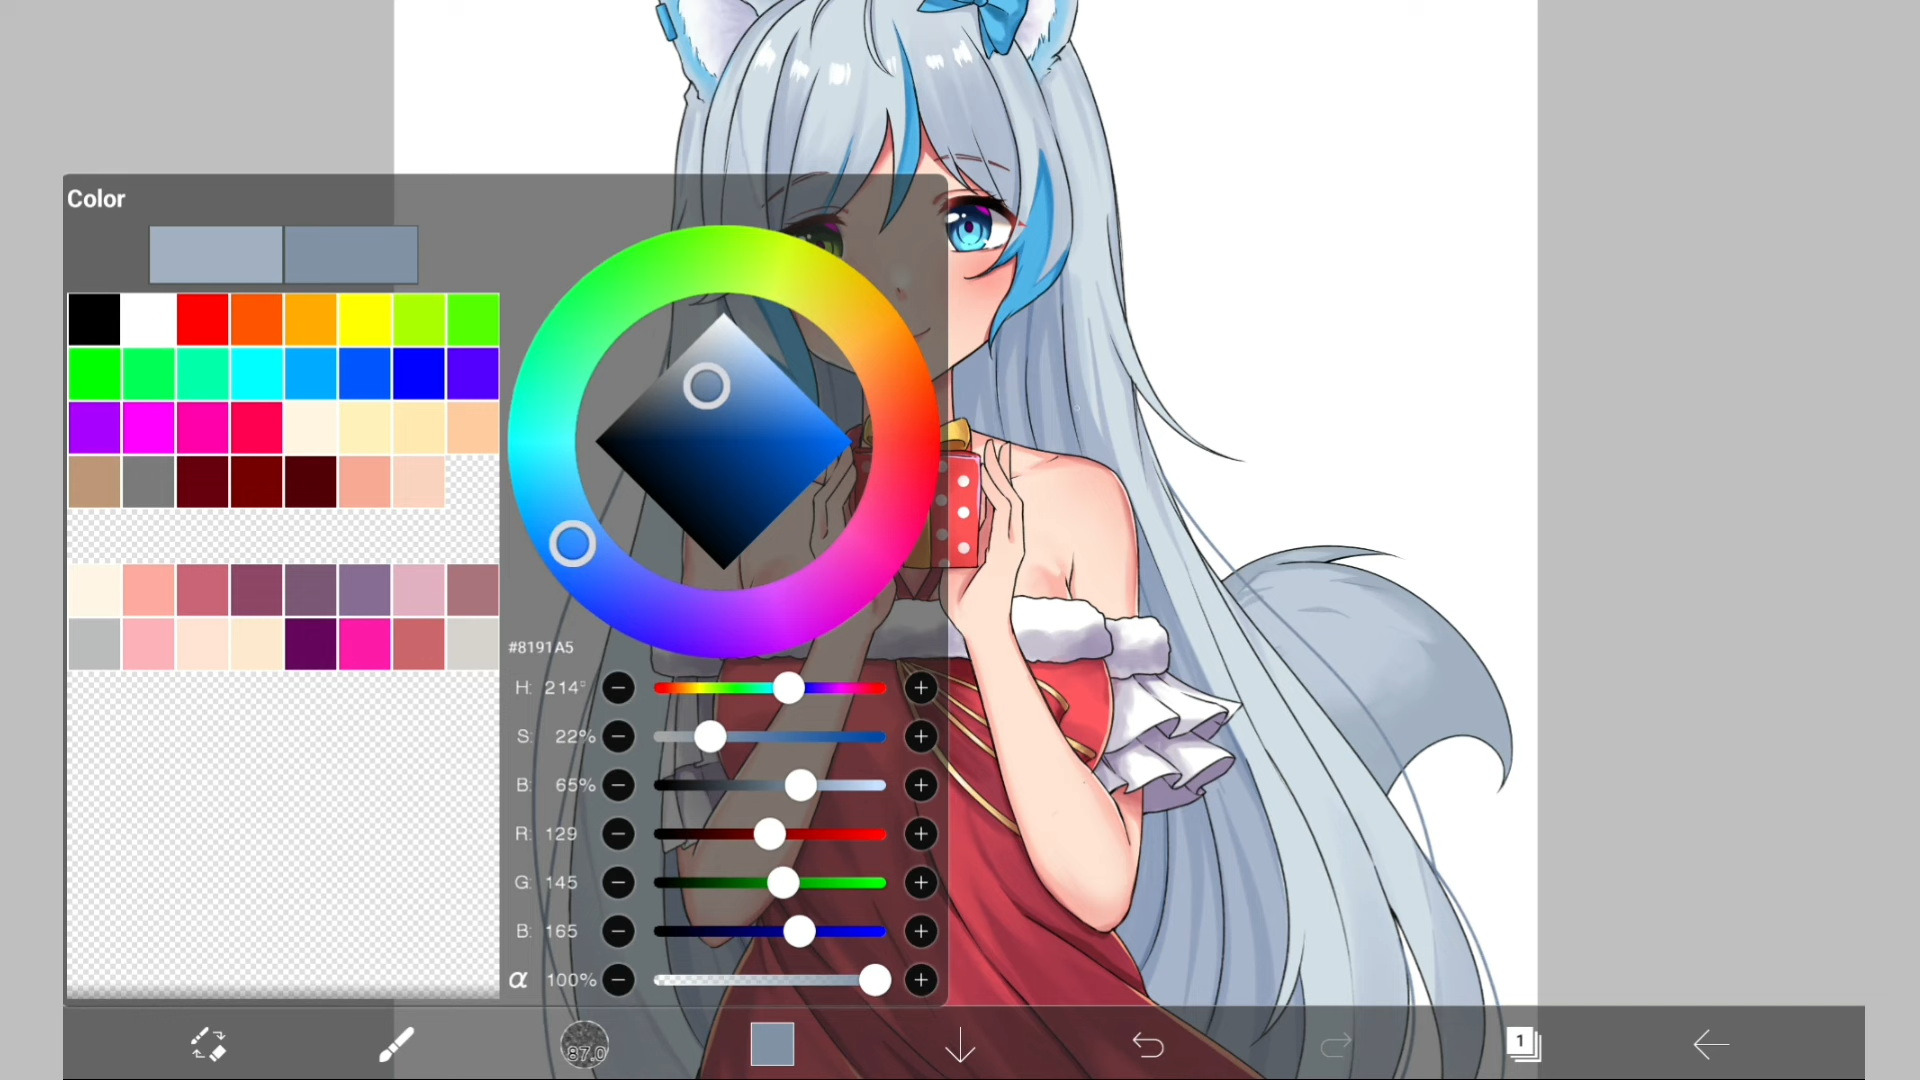 Color
#8191A5
H: 214°
S: 22%
B: 65%
R: 129
G: 145
B: 165
α 100%
87.0
1